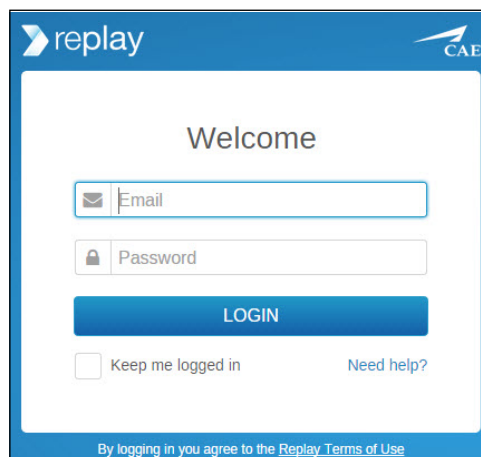 replay
CAE
Welcome
Email
Password
LOGIN
Keep me logged in Need help?
By logging in you agree to the Replay Terms of Use